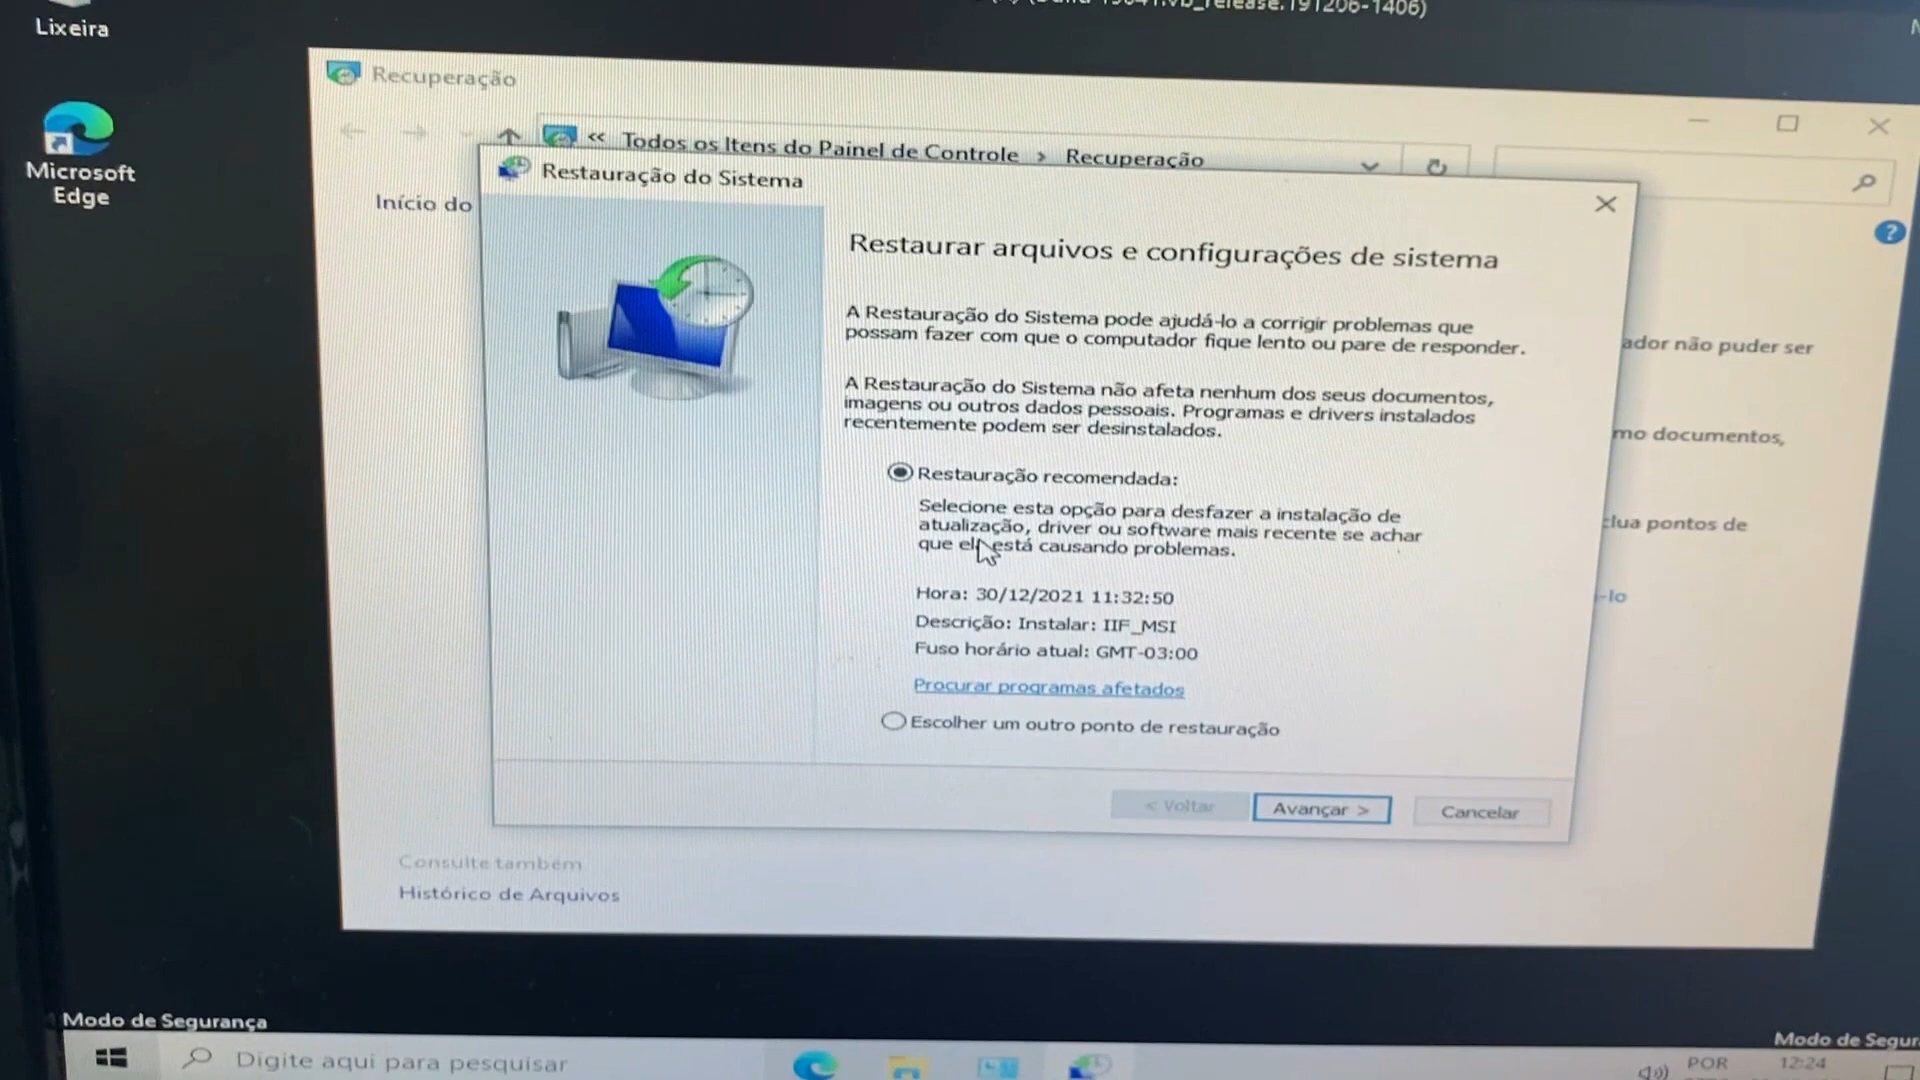 Lixeira
Microsoft
Edge
Recuperação
« Todos os Itens do Painel de Controle › Recuperação
Restauração do Sistema
Início do
Restaurar arquivos e configurações de sistema
A Restauração do Sistema pode ajudá-lo a corrigir problemas que
possam fazer com que o computador fique lento ou pare de responder.
ador não puder ser
A Restauração do Sistema não afeta nenhum dos seus documentos,
imagens ou outros dados pessoais. Programas e drivers instalados
recentemente podem ser desinstalados.
mo documentos,
Restauração recomendada:
Selecione esta opção para desfazer a instalação de
atualização, driver ou software mais recente se achar
que ele está causando problemas.
clua pontos de
Hora: 30/12/2021 11:32:50
-lo
Descrição: Instalar: IIF_MSI
Fuso horário atual: GMT-03:00
Procurar programas afetados
Escolher um outro ponto de restauração
< Voltar
Avançar >
Cancelar
Consulte também
Histórico de Arquivos
Modo de Segurança
Modo de Segur
Digite aqui para pesquisar
POR
12:24